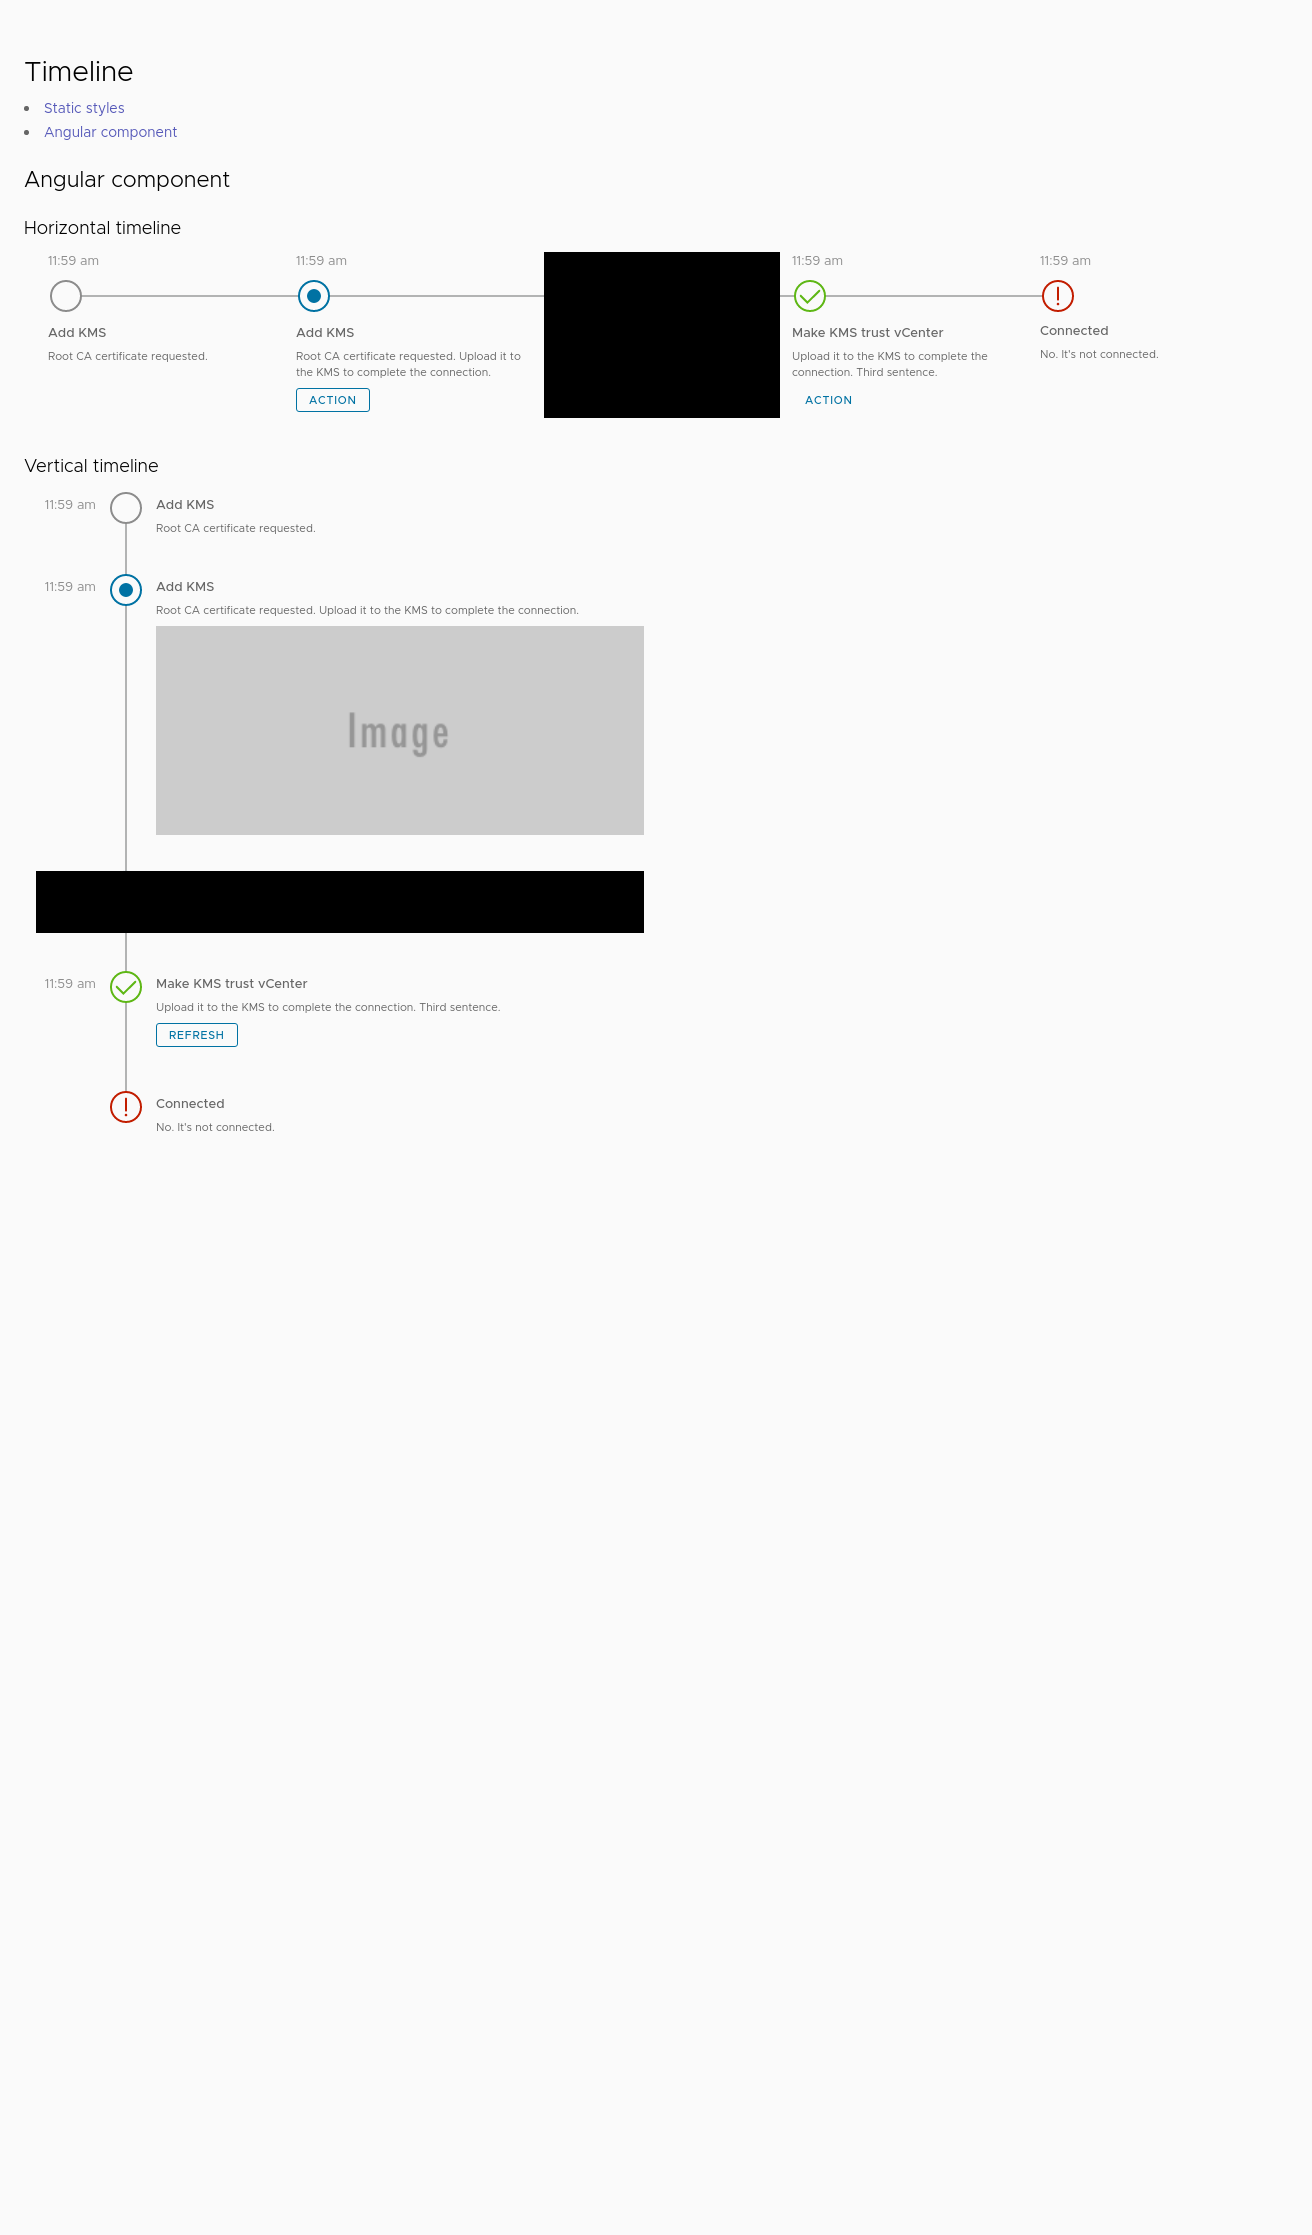 Timeline
Static styles
Angular component
Angular component
Horizontal timeline
11:59 am
Add KMS
Root CA certificate requested.
11:59 am
Add KMS
Root CA certificate requested. Upload it to
the KMS to complete the connection.
ACTION
11:59 am
Make KMS trust vCenter
Upload it to the KMS to complete the
connection. Third sentence.
ACTION
11:59 am
Connected
No. It's not connected.
Vertical timeline
11:59 am
Add KMS
Root CA certificate requested.
11:59 am
Add KMS
Root CA certificate requested. Upload it to the KMS to complete the connection.
Image
11:59 am
Make KMS trust vCenter
Upload it to the KMS to complete the connection. Third sentence.
REFRESH
Connected
No. It's not connected.